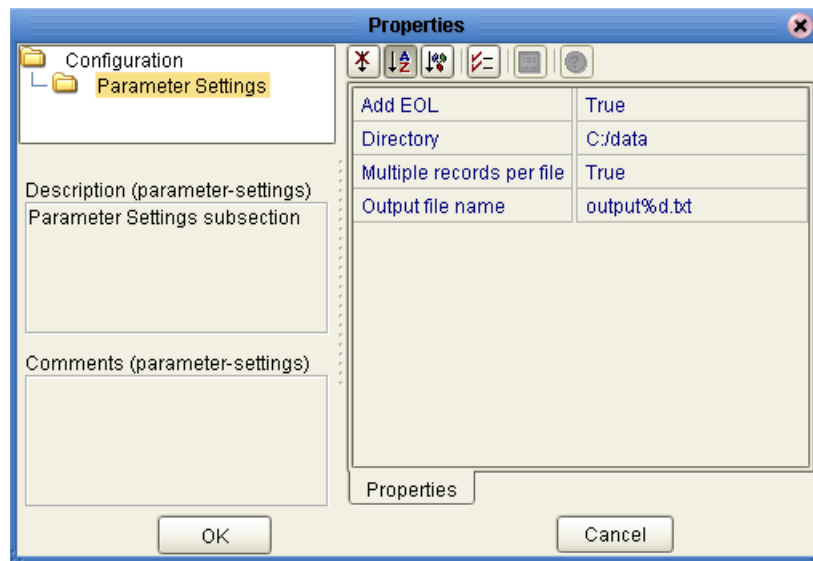 Properties
Configuration
Parameter Settings
Description (parameter-settings)
Parameter Settings subsection
Comments (parameter-settings)
Add EOL True
Directory C:/data
Multiple records per file True
Output file name output%d.txt
Properties
OK
Cancel